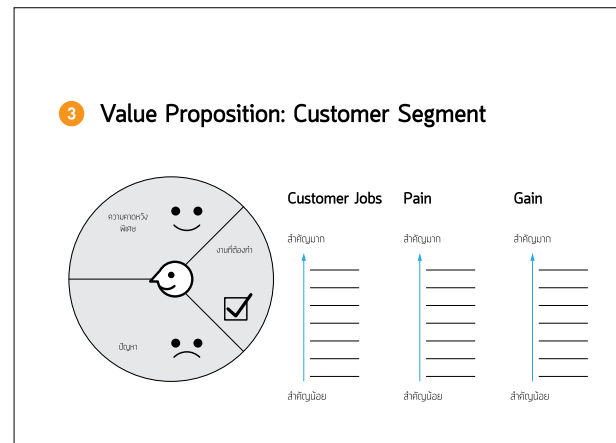 3 Value Proposition: Customer Segment
ความคาดหวัง
พิเศษ
งานที่ต้องทำ
ปัญหา
Customer Jobs Pain Gain
สำคัญมาก สำคัญมาก สำคัญมาก
สำคัญน้อย สำคัญน้อย สำคัญน้อย